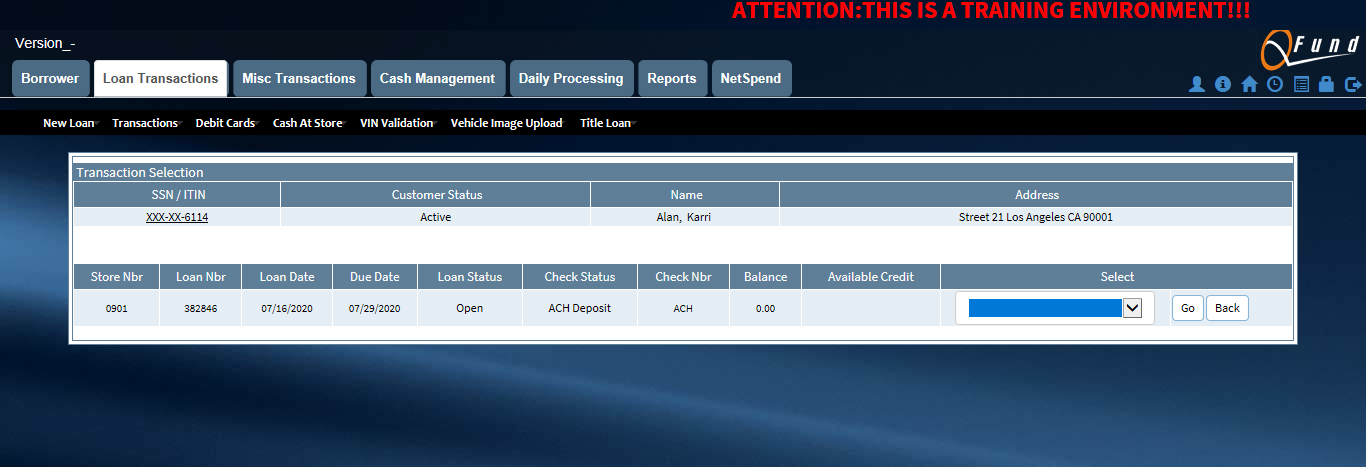 ATTENTION:THIS IS A TRAINING ENVIRONMENT!!!
Version_-
QFund
Borrower Loan Transactions Misc Transactions Cash Management Daily Processing Reports NetSpend
New Loan Transactions Debit Cards Cash At Store VIN Validation Vehicle Image Upload Title Loan
Transaction Selection
SSN / ITIN Customer Status Name Address
XXX-XX-6114 Active Alan, Karri Street 21 Los Angeles CA 90001
Store Nbr Loan Nbr Loan Date Due Date Loan Status Check Status Check Nbr Balance Available Credit Select
0901 382846 07/16/2020 07/29/2020 Open ACH Deposit ACH 0.00 Go Back